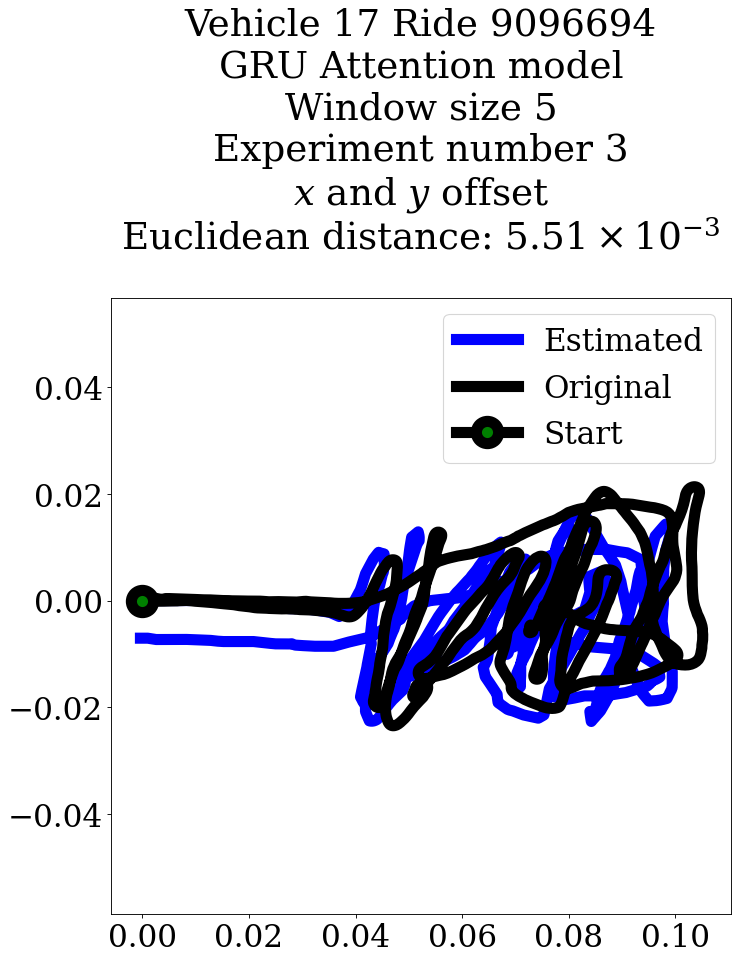 Vehicle 17 Ride 9096694
GRU Attention model
Window size 5
Experiment number 3
x and y offset
Euclidean distance: 5.51 × 10⁻³
Estimated
Original
Start
0.04
0.02
0.00
−0.02
−0.04
0.00 0.02 0.04 0.06 0.08 0.10